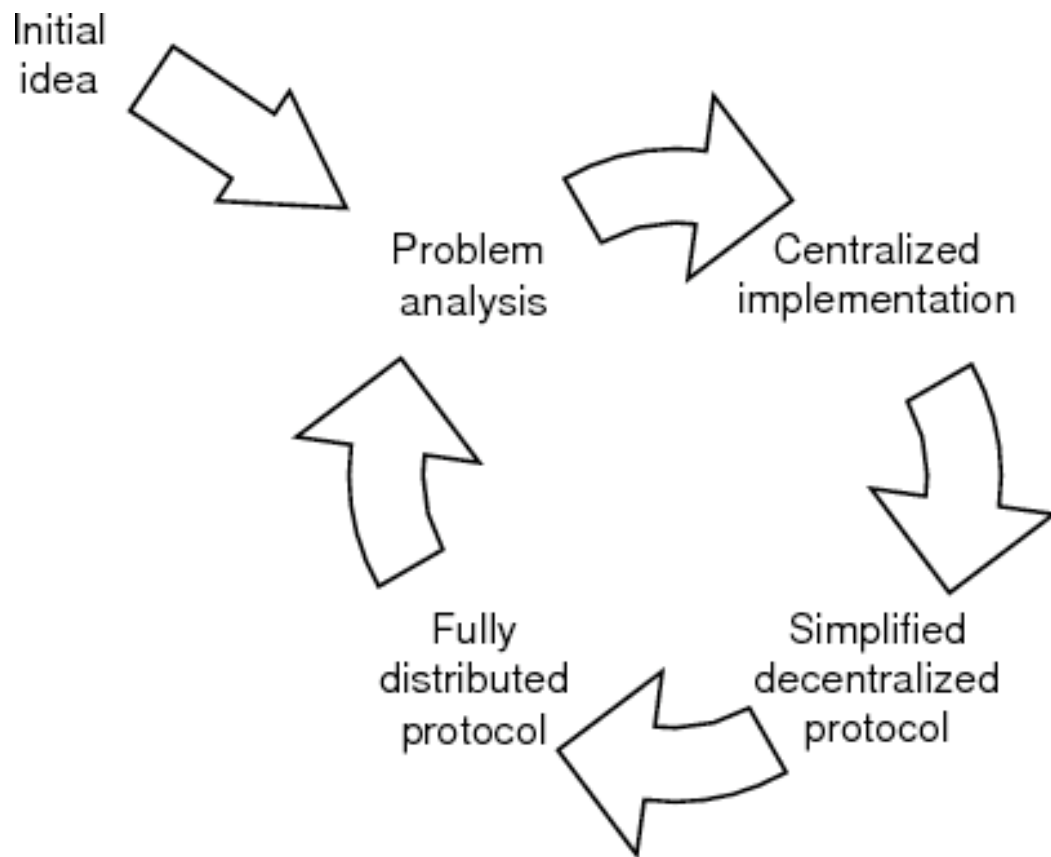 Initial
idea
Problem
analysis
Centralized
implementation
Simplified
decentralized
protocol
Fully
distributed
protocol